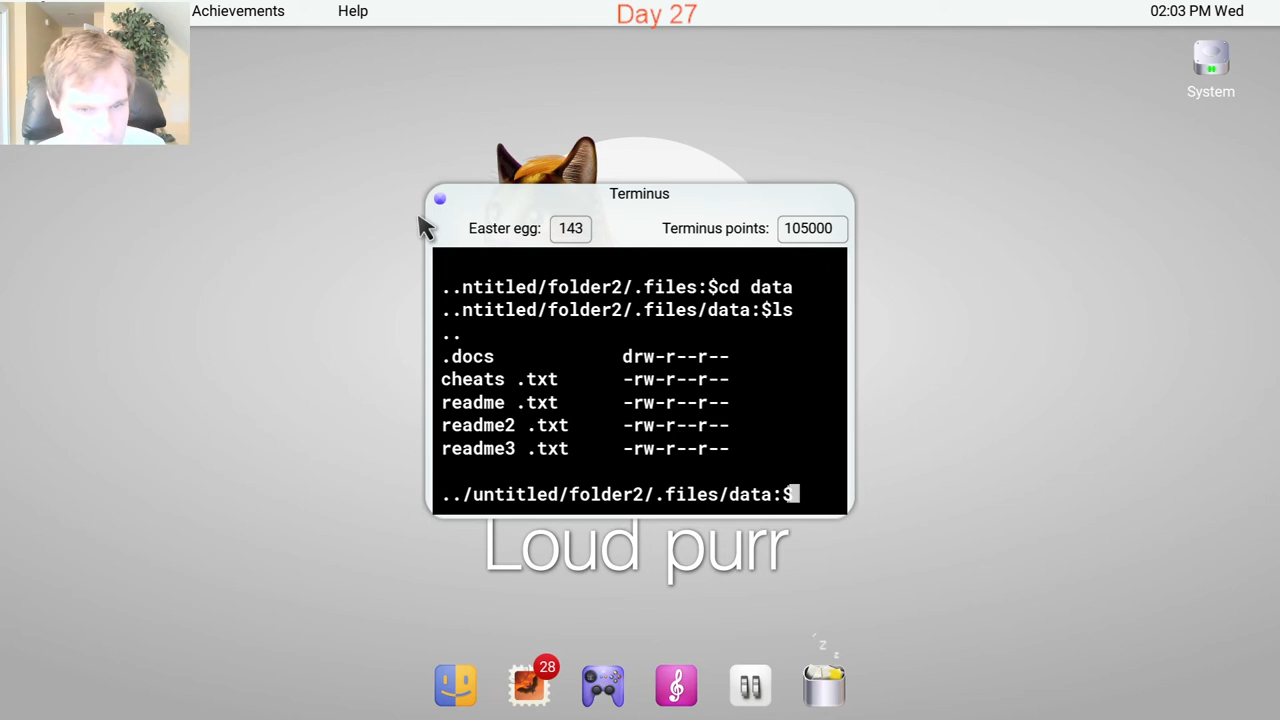 Achievements
Help
Day 27
02:03 PM Wed
System
Terminus
Easter egg: 143
Terminus points: 105000
..ntitled/folder2/.files:$cd data
..ntitled/folder2/.files/data:$ls
..
.docs drw-r--r--
cheats .txt -rw-r--r--
readme .txt -rw-r--r--
readme2 .txt -rw-r--r--
readme3 .txt -rw-r--r--
../untitled/folder2/.files/data:$
Loud purr
28
z
z